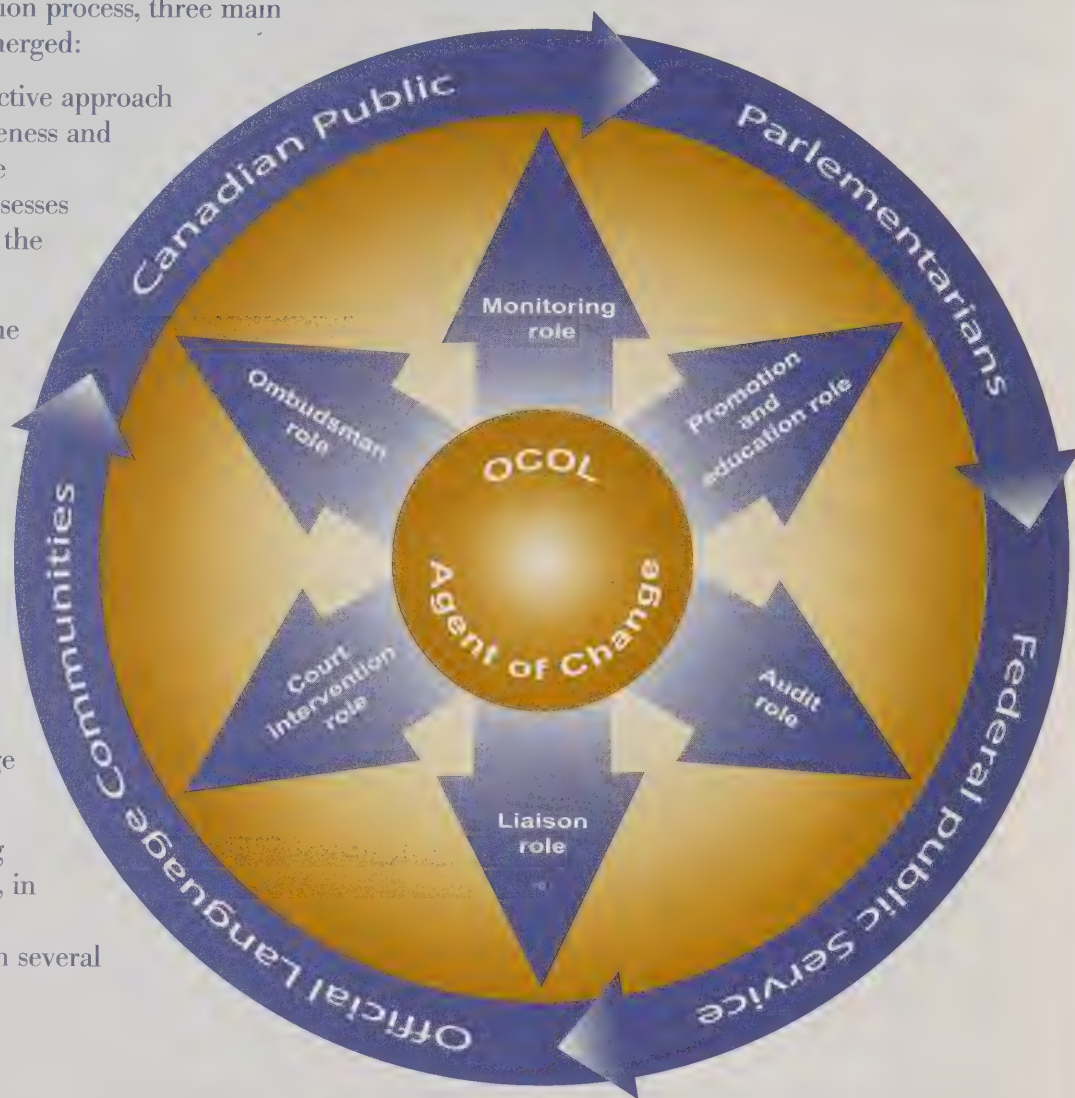 ion process, three main
nerged:
ctive approach
eness and
e
sesses
the
ne
ge
g
, in
n several
Canadian Public
Parlementarians
Federal public Service
Official Language Communities
Monitoring
role
Promotion
and
education role
Audit
role
Liaison
role
Court
intervention
role
Ombudsman
role
OCOL
Agent of Change